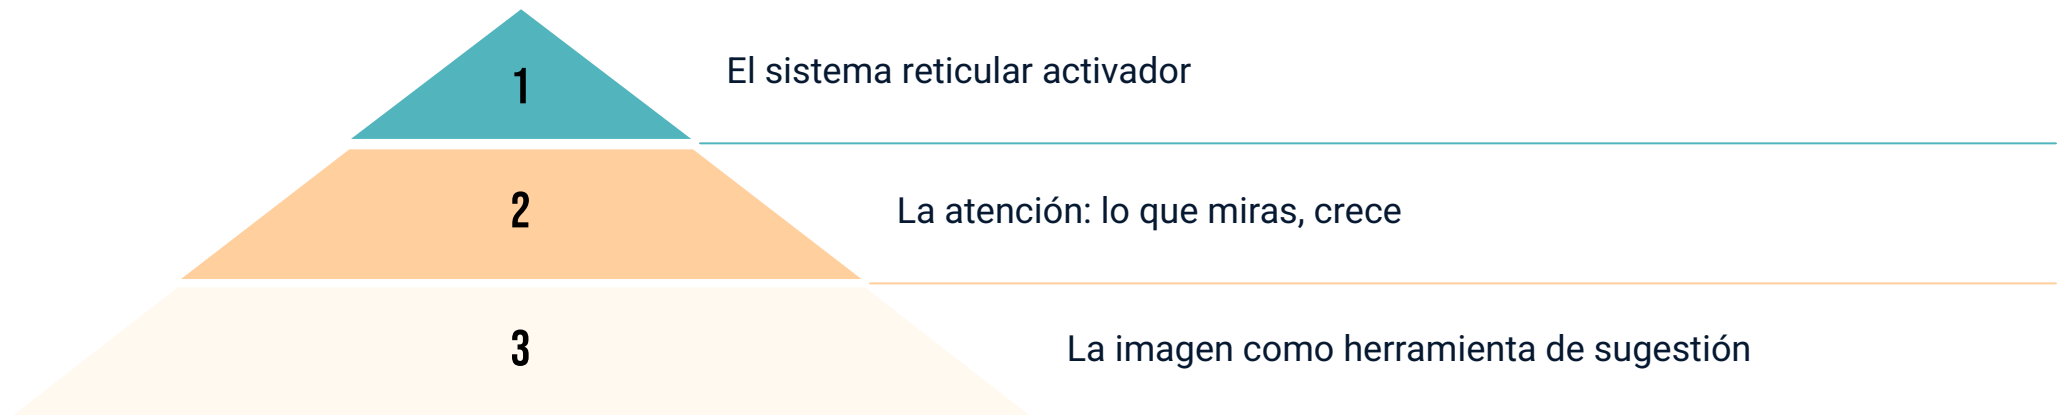 1
El sistema reticular activador
2
La atención: lo que miras, crece
3
La imagen como herramienta de sugestión